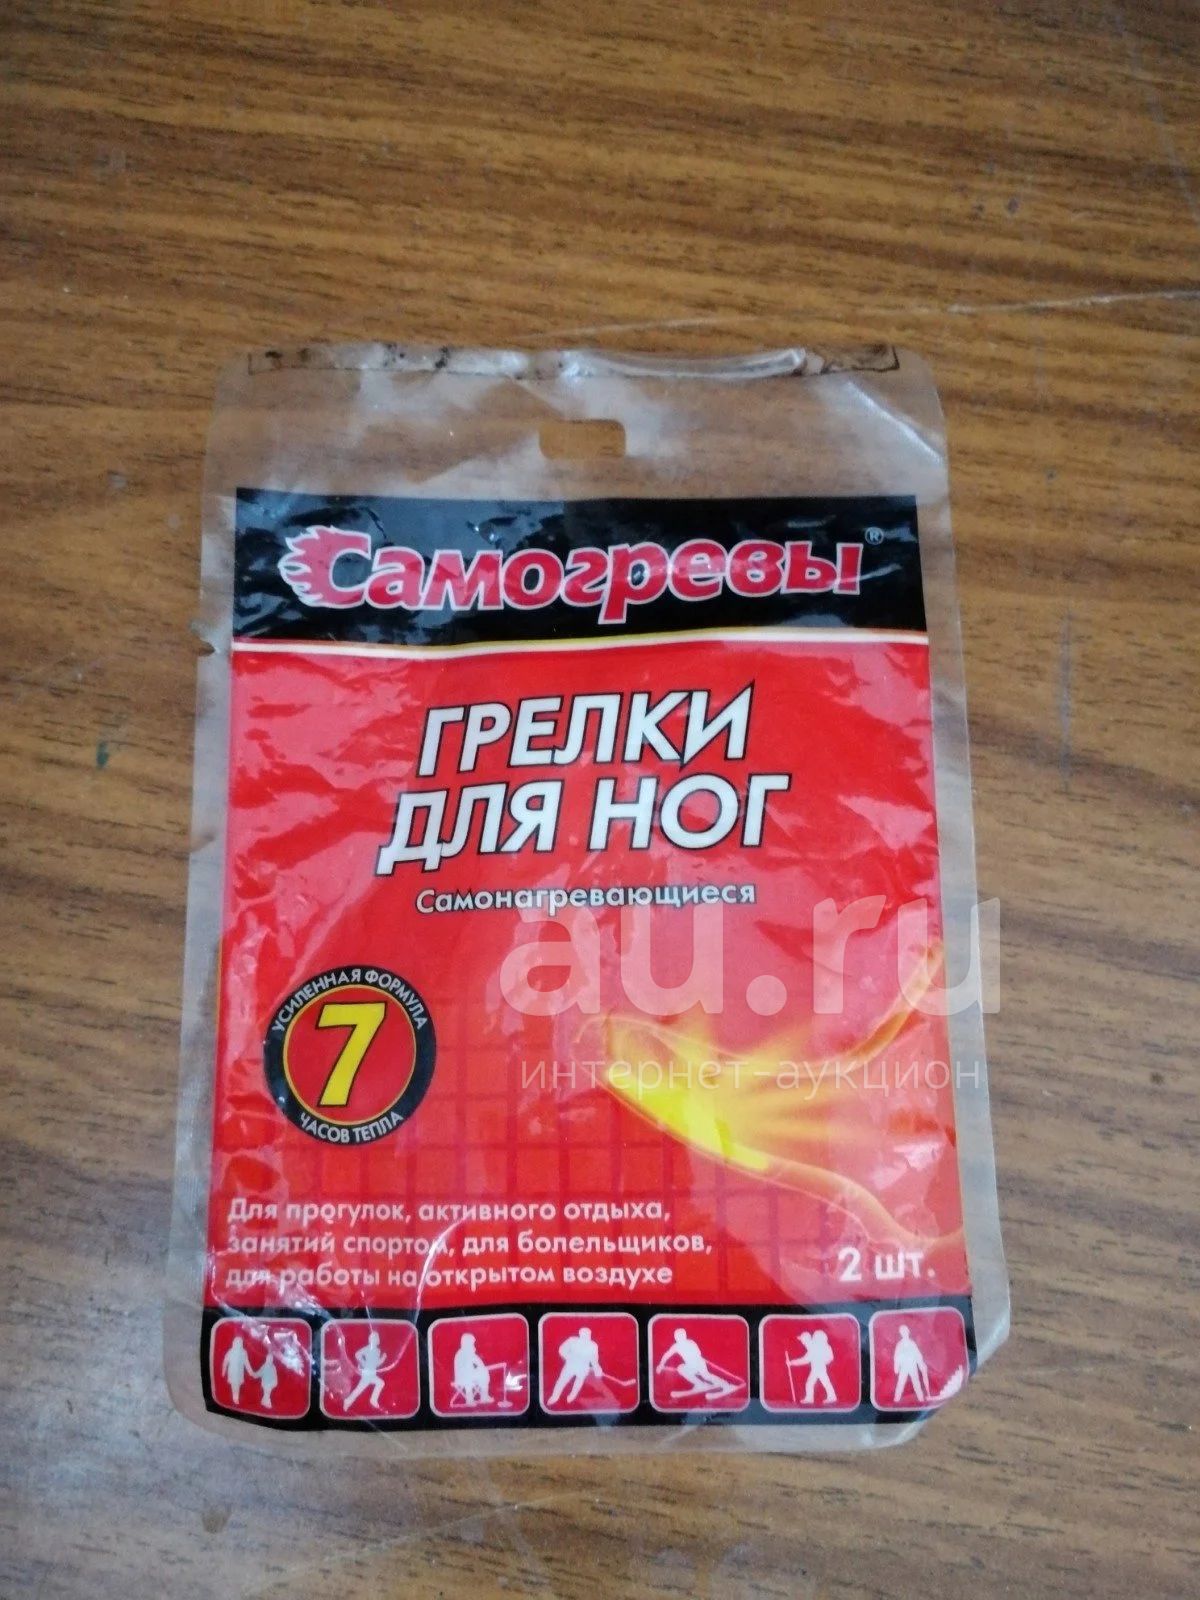 Самогревы®
ГРЕЛКИ
ДЛЯ НОГ
Самонагревающиеся
au.ru
интернет-аукцион
УСИЛЕННАЯ ФОРМУЛА
7
ЧАСОВ ТЕПЛА
Для прогулок, активного отдыха,
занятий спортом, для болельщиков,
для работы на открытом воздухе
2 шт.